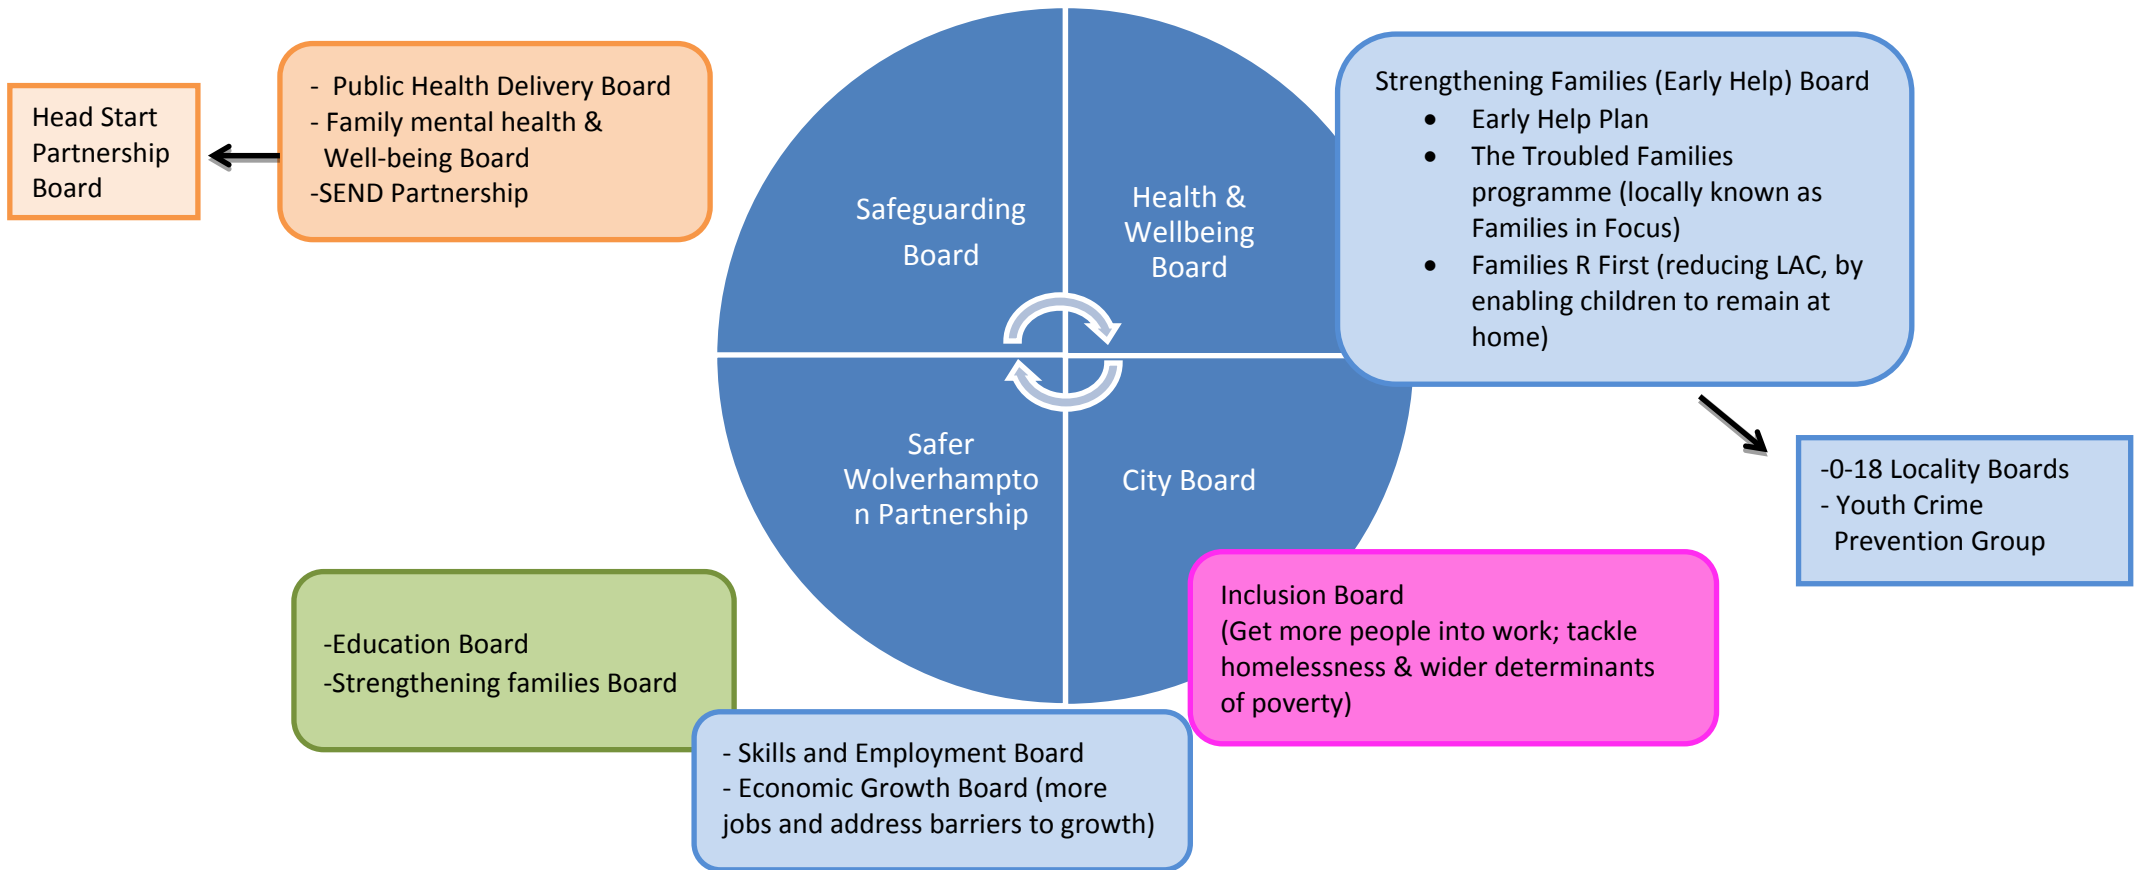 Head Start
Partnership
Board
- Public Health Delivery Board
- Family mental health &
Well-being Board
-SEND Partnership
Safeguarding
Board
Health &
Wellbeing
Board
Strengthening Families (Early Help) Board
• Early Help Plan
• The Troubled Families
programme (locally known as
Families in Focus)
• Families R First (reducing LAC, by
enabling children to remain at
home)
Safer
Wolverhampto
n Partnership
City Board
-0-18 Locality Boards
- Youth Crime
Prevention Group
-Education Board
-Strengthening families Board
Inclusion Board
(Get more people into work; tackle
homelessness & wider determinants
of poverty)
- Skills and Employment Board
- Economic Growth Board (more
jobs and address barriers to growth)